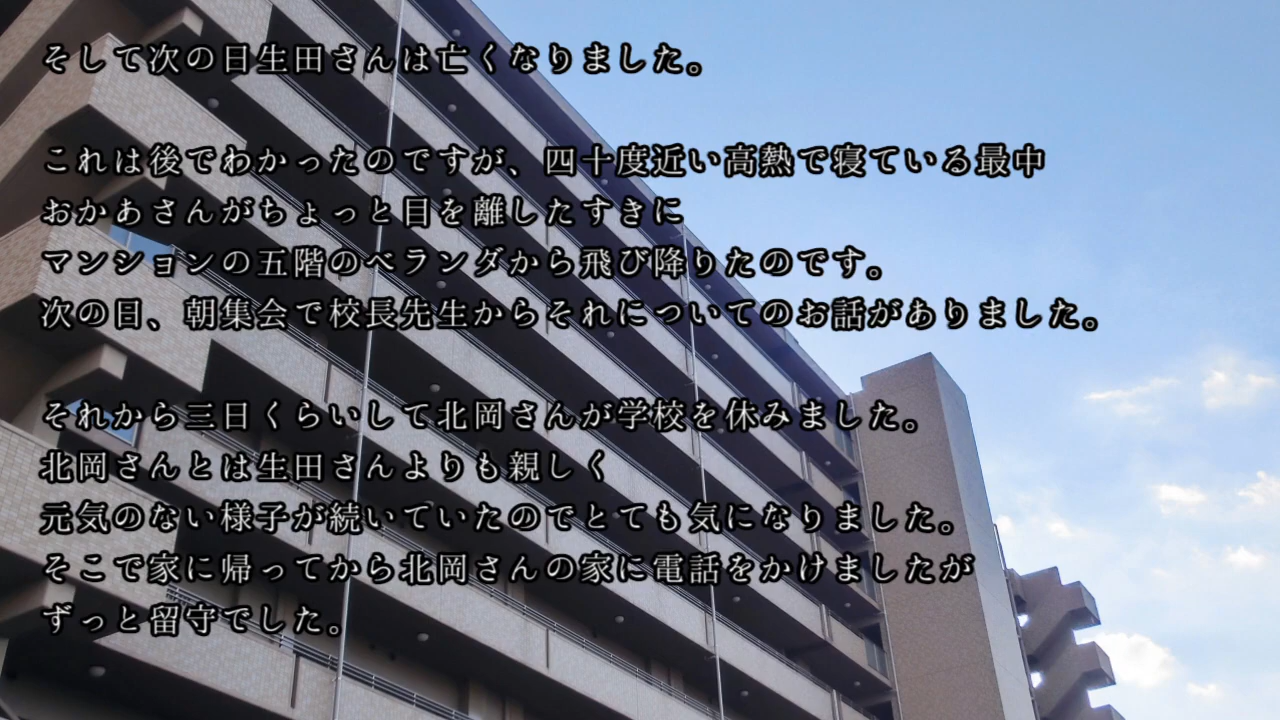 そして次の日生田さんは亡くなりました。
これは後でわかったのですが、四十度近い高熱で寝ている最中
おかあさんがちょっと目を離したすきに
マンションの五階のベランダから飛び降りたのです。
次の日、朝集会で校長先生からそれについてのお話がありました。
それから三日くらいして北岡さんが学校を休みました。
北岡さんとは生田さんよりも親しく
元気のない様子が続いていたのでとても気になりました。
そこで家に帰ってから北岡さんの家に電話をかけましたが
ずっと留守でした。